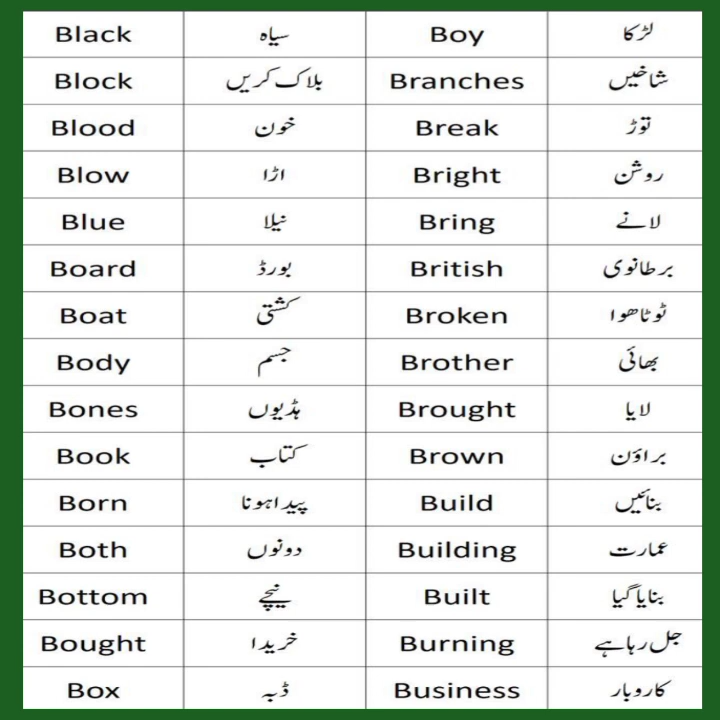 Black سیاہ Boy لڑکا
Block بلاک کریں Branches شاخیں
Blood خون Break توڑ
Blow اڑا Bright روشن
Blue نیلا Bring لانے
Board بورڈ British برطانوی
Boat کشتی Broken ٹوٹا ھوا
Body جسم Brother بھائی
Bones ہڈیوں Brought لایا
Book کتاب Brown براؤن
Born پیدا ہونا Build بنائیں
Both دونوں Building عمارت
Bottom نیچے Built بنایا گیا
Bought خریدا Burning جل رہا ہے
Box ڈبہ Business کاروبار